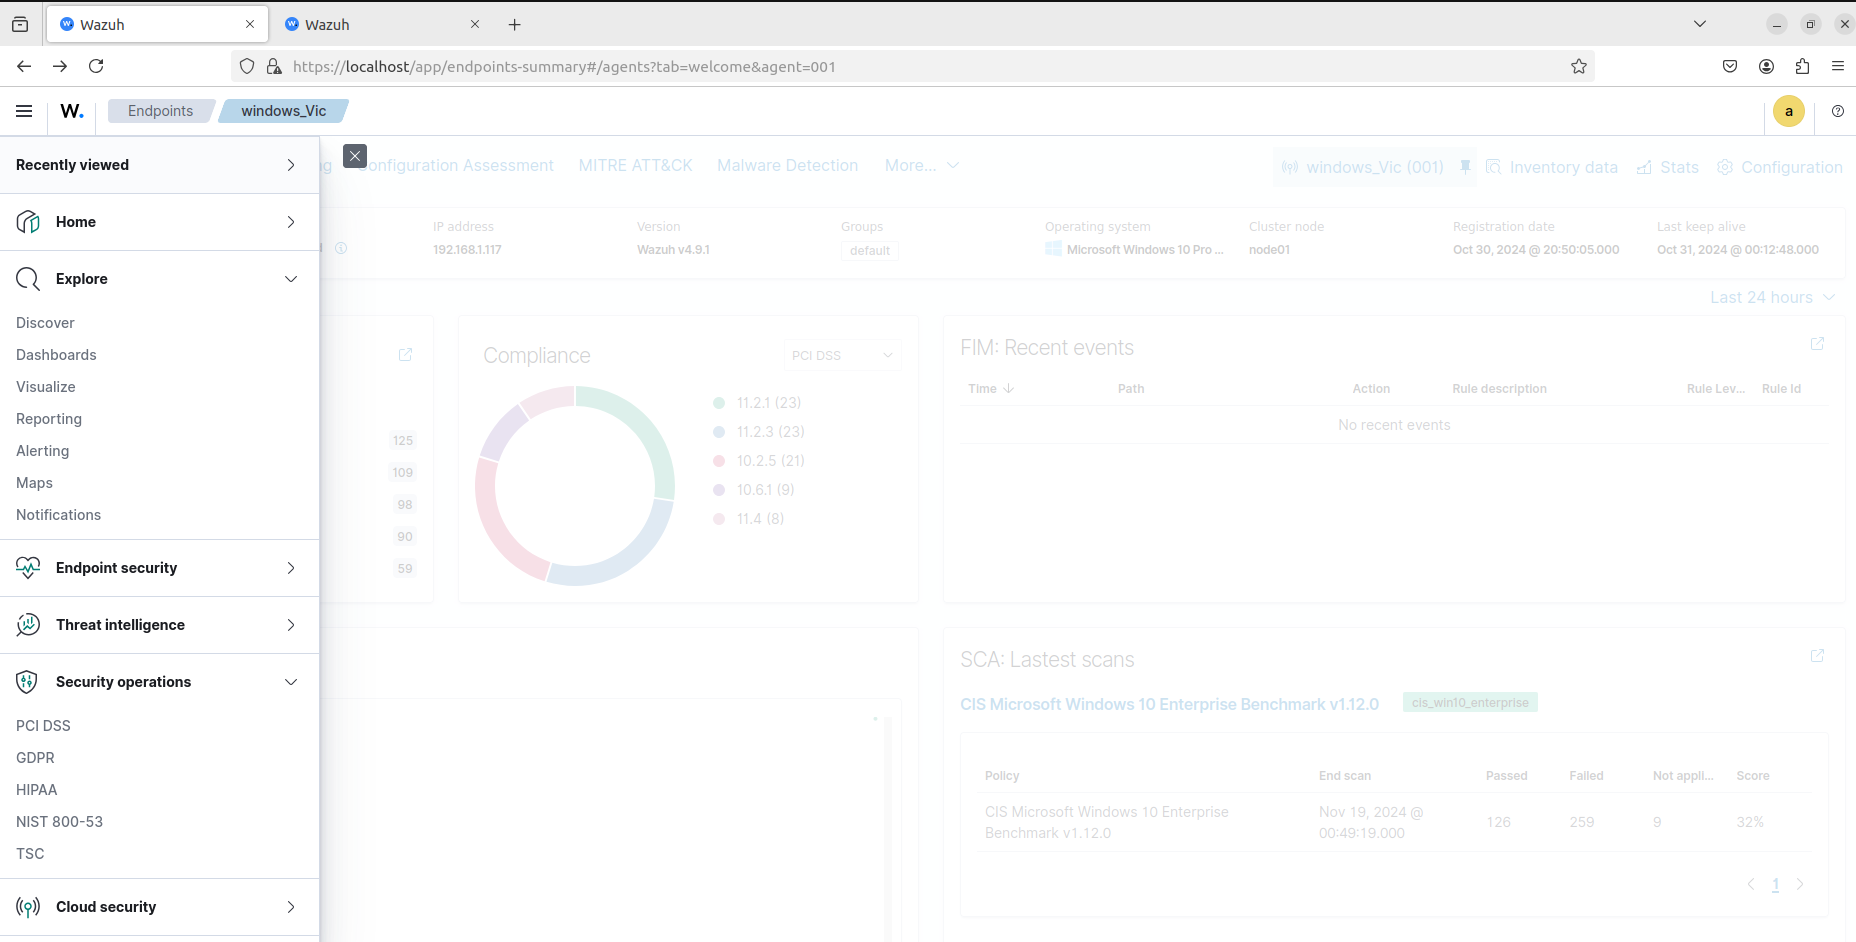 Wazuh
Wazuh
https://localhost/app/endpoints-summary#/agents?tab=welcome&agent=001
W. Endpoints windows_Vic a
Recently viewed
Home
Explore
Discover
Dashboards
Visualize
Reporting
Alerting
Maps
Notifications
Endpoint security
Threat intelligence
Security operations
PCI DSS
GDPR
HIPAA
NIST 800-53
TSC
Cloud security
Configuration Assessment MITRE ATT&CK Malware Detection More... windows_Vic (001) Inventory data Stats Configuration
IP address Version Groups Operating system Cluster node Registration date Last keep alive
192.168.1.117 Wazuh v4.9.1 default Microsoft Windows 10 Pro ... node01 Oct 30, 2024 @ 20:50:05.000 Oct 31, 2024 @ 00:12:48.000
Last 24 hours
125
109
98
90
59
Compliance PCI DSS
11.2.1 (23)
11.2.3 (23)
10.2.5 (21)
10.6.1 (9)
11.4 (8)
FIM: Recent events
Time Path Action Rule description Rule Lev... Rule Id
No recent events
SCA: Lastest scans
CIS Microsoft Windows 10 Enterprise Benchmark v1.12.0 cis_win10_enterprise
Policy End scan Passed Failed Not appli... Score
CIS Microsoft Windows 10 Enterprise Nov 19, 2024 @ 126 259 9 32%
Benchmark v1.12.0 00:49:19.000
1